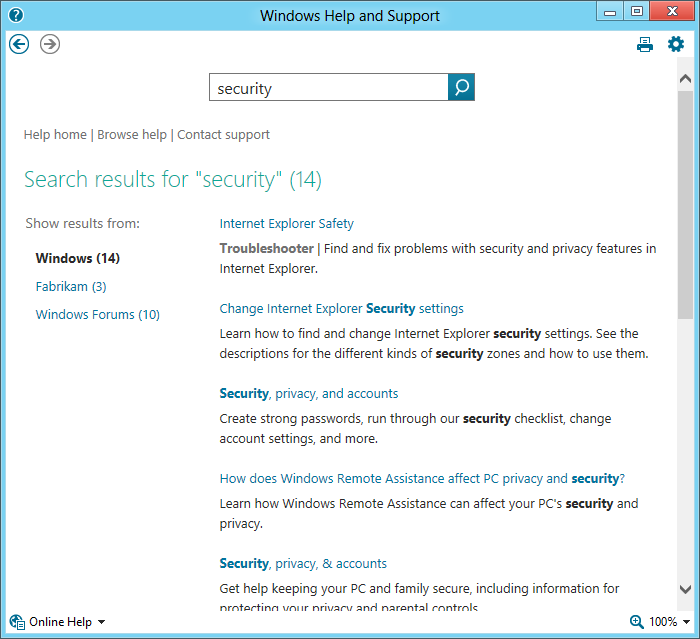 Windows Help and Support
security
Help home | Browse help | Contact support
Search results for "security" (14)
Show results from:
Windows (14)
Fabrikam (3)
Windows Forums (10)
Internet Explorer Safety
Troubleshooter | Find and fix problems with security and privacy features in
Internet Explorer.
Change Internet Explorer Security settings
Learn how to find and change Internet Explorer security settings. See the
descriptions for the different kinds of security zones and how to use them.
Security, privacy, and accounts
Create strong passwords, run through our security checklist, change
account settings, and more.
How does Windows Remote Assistance affect PC privacy and security?
Learn how Windows Remote Assistance can affect your PC's security and
privacy.
Security, privacy, & accounts
Get help keeping your PC and family secure, including information for
protecting your privacy and parental controls.
Online Help
100%